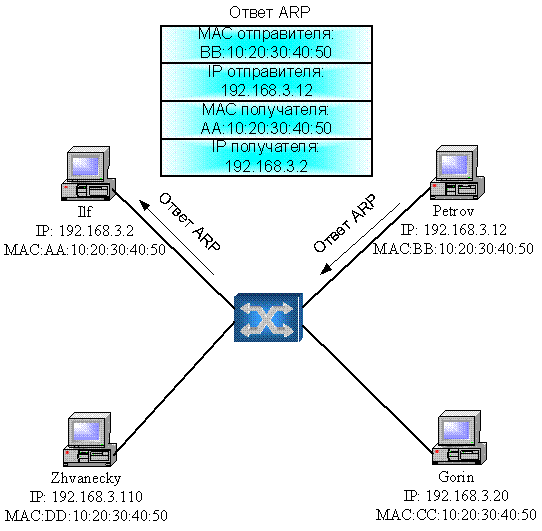 Ответ ARP
MAC отправителя:
BB:10:20:30:40:50
IP отправителя:
192.168.3.12
MAC получателя:
AA:10:20:30:40:50
IP получателя:
192.168.3.2
Ilf
IP: 192.168.3.2
MAC:AA:10:20:30:40:50
Ответ ARP
Ответ ARP
Petrov
IP: 192.168.3.12
MAC:BB:10:20:30:40:50
Zhvanecky
IP: 192.168.3.110
MAC:DD:10:20:30:40:50
Gorin
IP: 192.168.3.20
MAC:CC:10:20:30:40:50